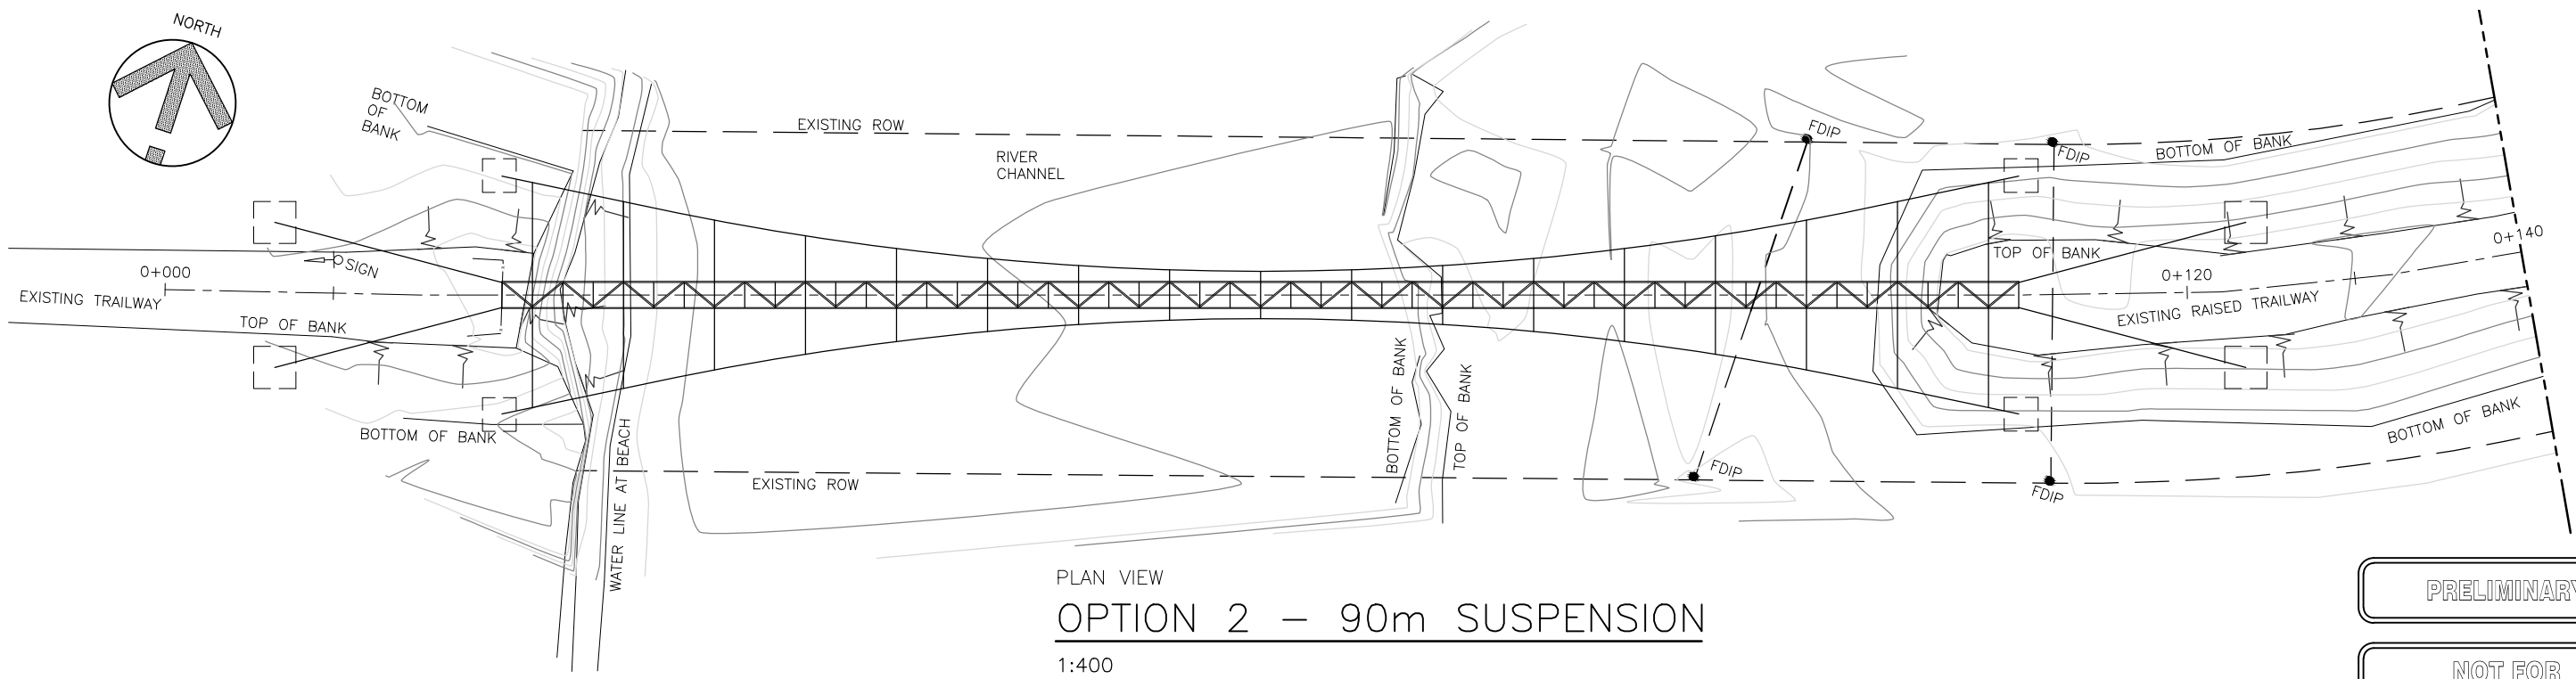 NORTH
BOTTOM
OF
BANK
EXISTING ROW
RIVER
CHANNEL
FDIP
FDIP
BOTTOM OF BANK
SIGN
0+000
EXISTING TRAILWAY
TOP OF BANK
TOP OF BANK
0+140
0+120
EXISTING RAISED TRAILWAY
BOTTOM OF BANK
WATER LINE AT BEACH
EXISTING ROW
BOTTOM OF BANK
TOP OF BANK
FDIP
FDIP
BOTTOM OF BANK
PLAN VIEW
OPTION 2 – 90m SUSPENSION
1:400
PRELIMINARY
NOT FOR